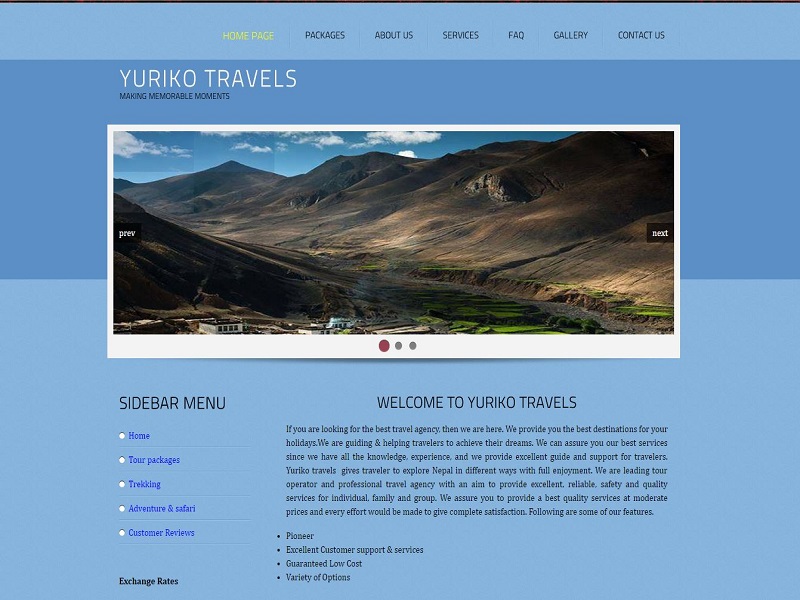 HOME PAGE PACKAGES ABOUT US SERVICES FAQ GALLERY CONTACT US
YURIKO TRAVELS
MAKING MEMORABLE MOMENTS
prev
next
SIDEBAR MENU
Home
Tour packages
Trekking
Adventure & safari
Customer Reviews
Exchange Rates
WELCOME TO YURIKO TRAVELS
If you are looking for the best travel agency, then we are here. We provide you the best destinations for your
holidays.We are guiding & helping travelers to achieve their dreams. We can assure you our best services
since we have all the knowledge, experience, and we provide excellent guide and support for travelers.
Yuriko travels gives traveler to explore Nepal in different ways with full enjoyment. We are leading tour
operator and professional travel agency with an aim to provide excellent, reliable, safety and quality
services for individual, family and group. We assure you to provide a best quality services at moderate
prices and every effort would be made to give complete satisfaction. Following are some of our features.
Pioneer
Excellent Customer support & services
Guaranteed Low Cost
Variety of Options